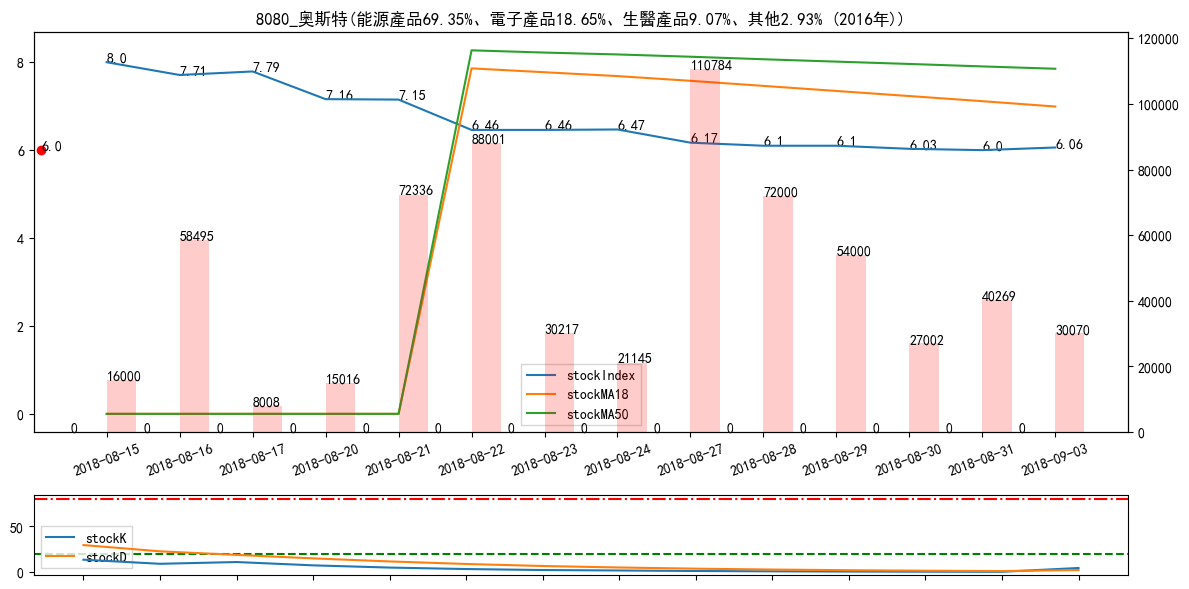 8080_奧斯特(能源產品69.35%、電子產品18.65%、生醫產品9.07%、其他2.93% (2016年))
8 6 4 2 0
120000 100000 80000 60000 40000 20000 0
6.0
8.0 7.71 7.79 7.16 7.15 6.46 6.46 6.47 6.17 6.1 6.1 6.03 6.0 6.06
16000 58495 8008 15016 72336 88001 30217 21145 110784 72000 54000 27002 40269 30070
0 0 0 0 0 0 0 0 0 0 0 0 0 0
stockIndex
stockMA18
stockMA50
2018-08-15 2018-08-16 2018-08-17 2018-08-20 2018-08-21 2018-08-22 2018-08-23 2018-08-24 2018-08-27 2018-08-28 2018-08-29 2018-08-30 2018-08-31 2018-09-03
50
0
stockK
stockD